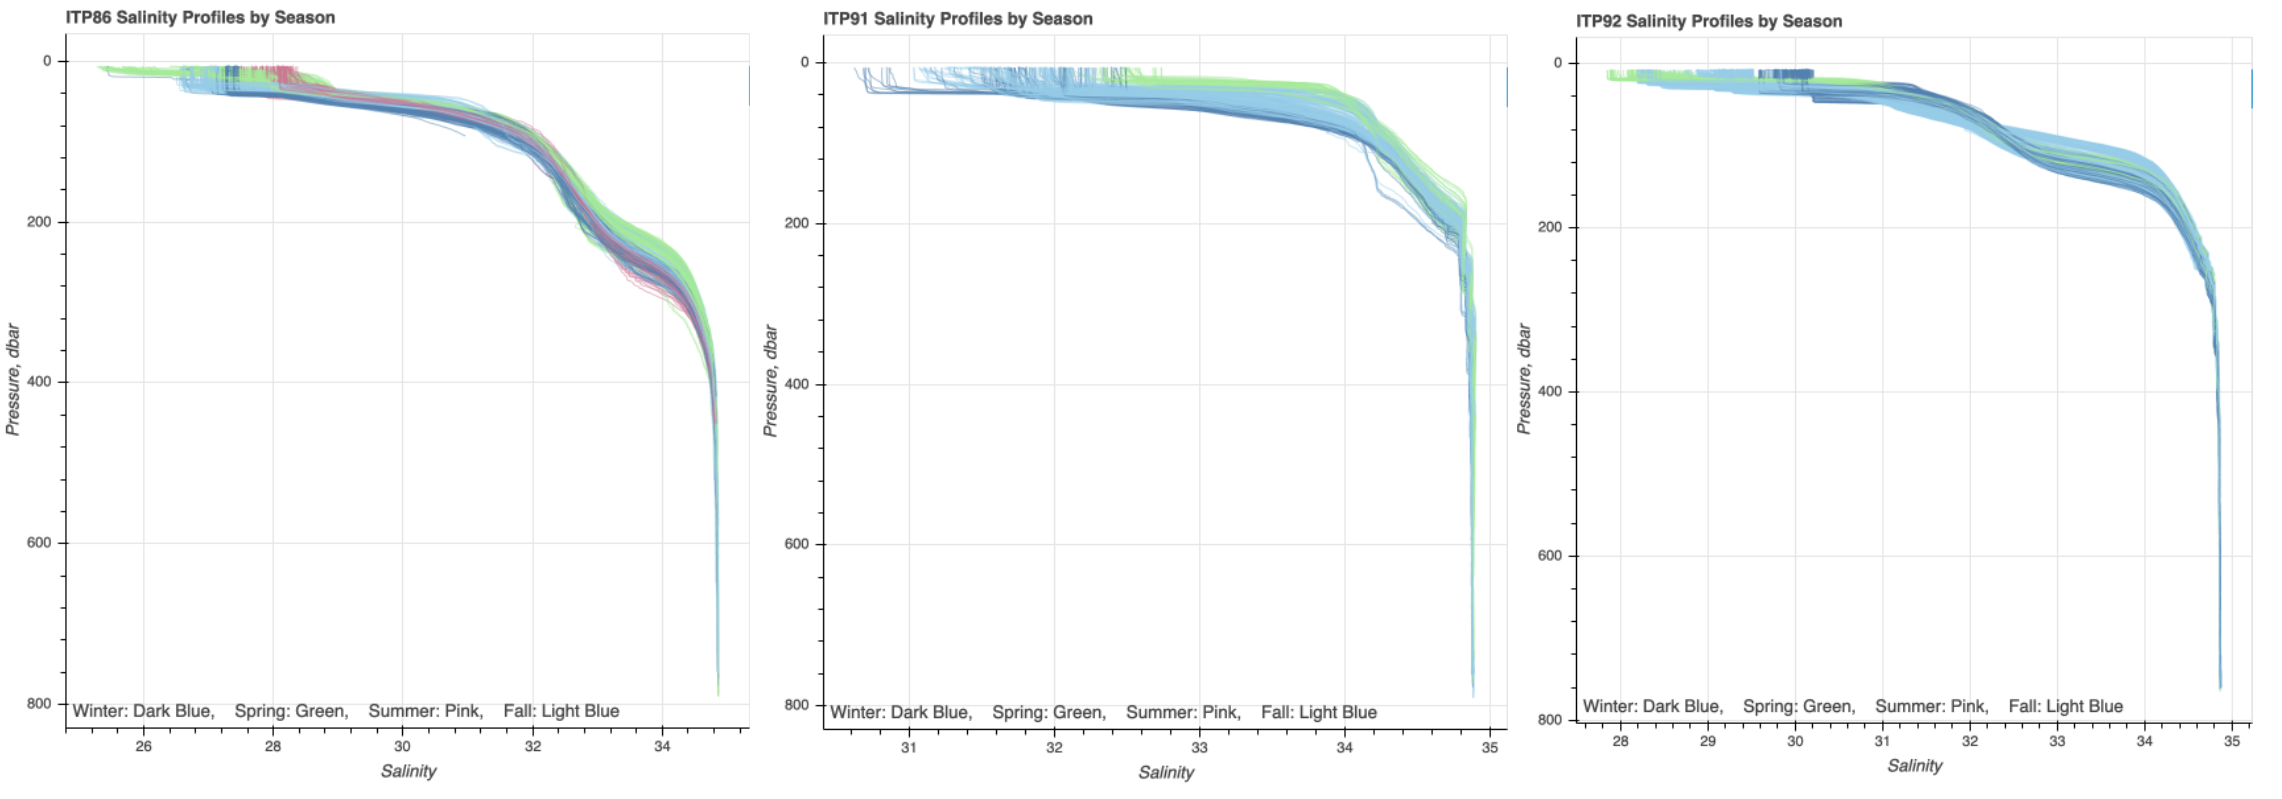 ITP86 Salinity Profiles by Season
0
200
400
600
800
Pressure, dbar
Winter: Dark Blue, Spring: Green, Summer: Pink, Fall: Light Blue
26 28 30 32 34
Salinity
ITP91 Salinity Profiles by Season
0
200
400
600
800
Pressure, dbar
Winter: Dark Blue, Spring: Green, Summer: Pink, Fall: Light Blue
31 32 33 34 35
Salinity
ITP92 Salinity Profiles by Season
0
200
400
600
800
Pressure, dbar
Winter: Dark Blue, Spring: Green, Summer: Pink, Fall: Light Blue
28 29 30 31 32 33 34 35
Salinity